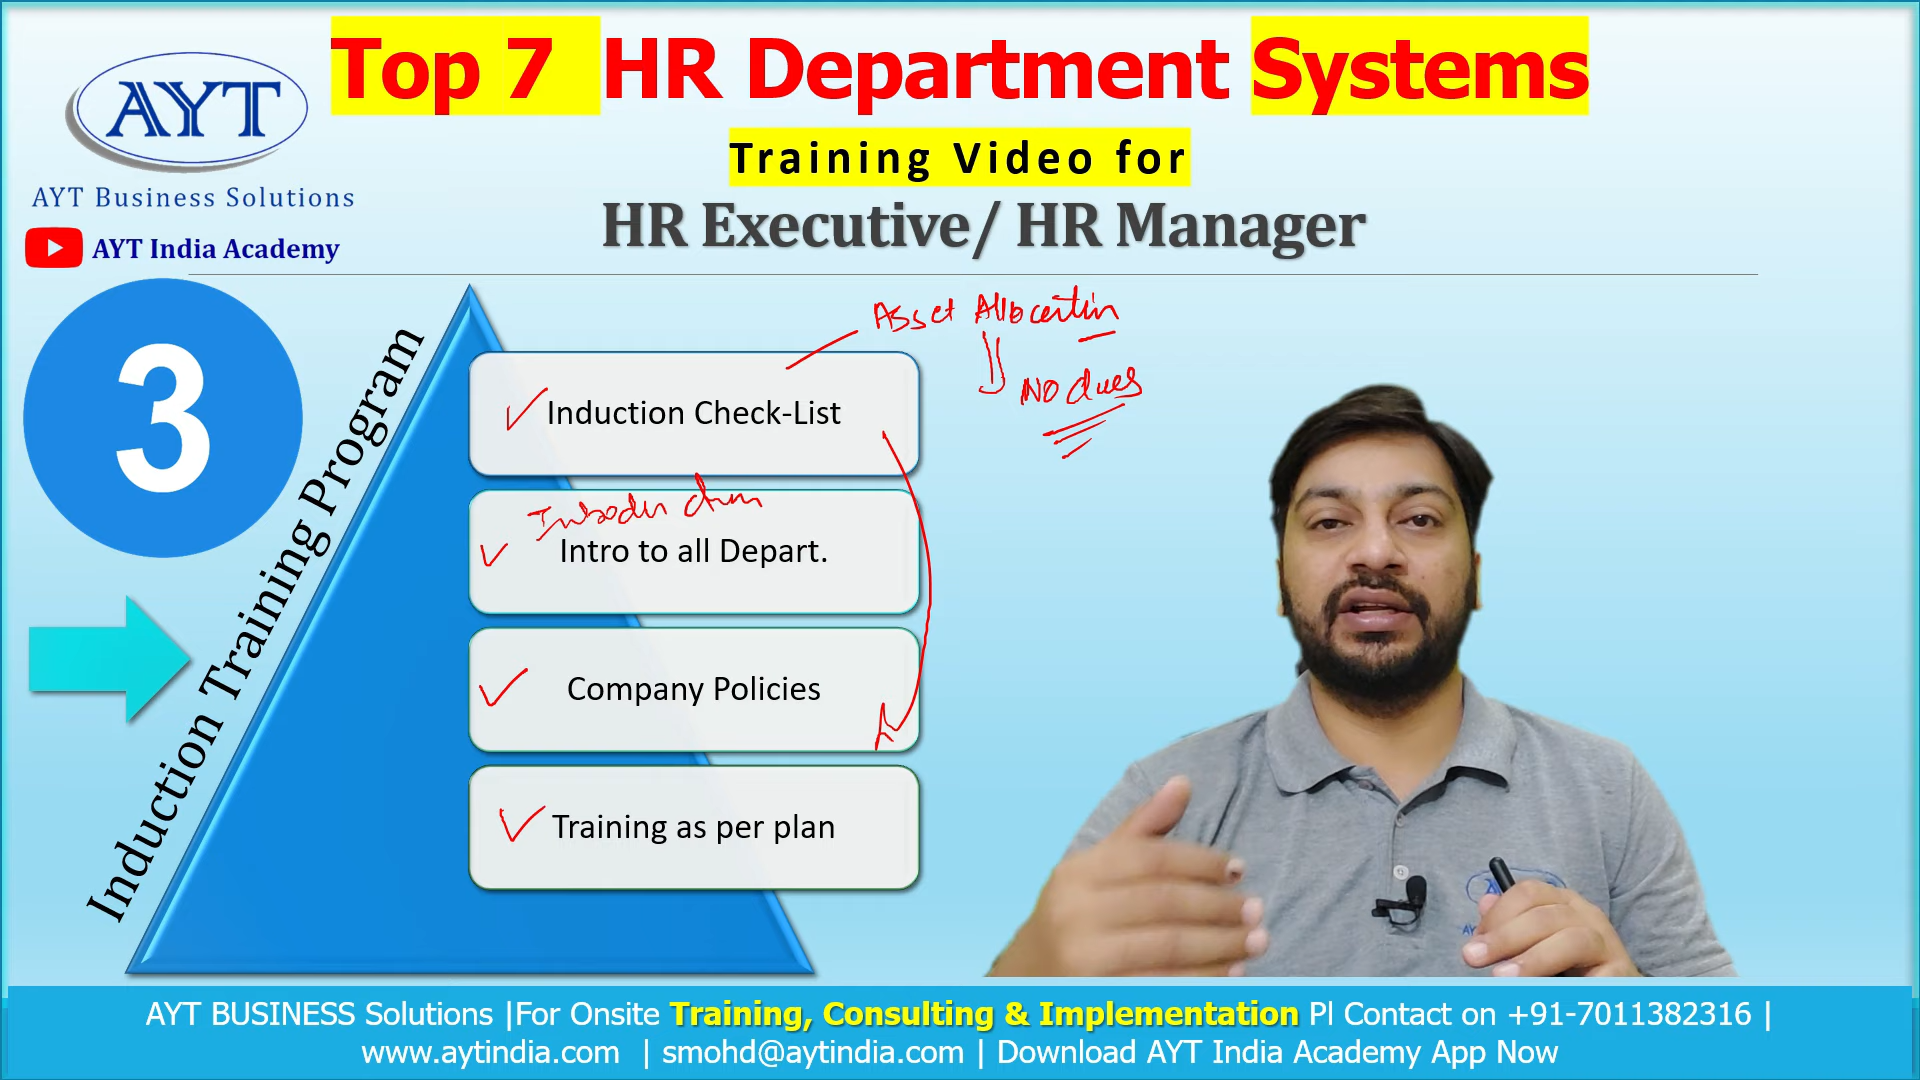 Top 7 HR Department Systems
Training Video for
HR Executive/ HR Manager
AYT
AYT Business Solutions
AYT India Academy
3
Induction Training Program
Asset Allocation
No dues
Induction Check-List
Intro to all Depart.
Company Policies
Training as per plan
AYT BUSINESS Solutions |For Onsite Training, Consulting & Implementation Pl Contact on +91-7011382316 |
www.aytindia.com | smohd@aytindia.com | Download AYT India Academy App Now